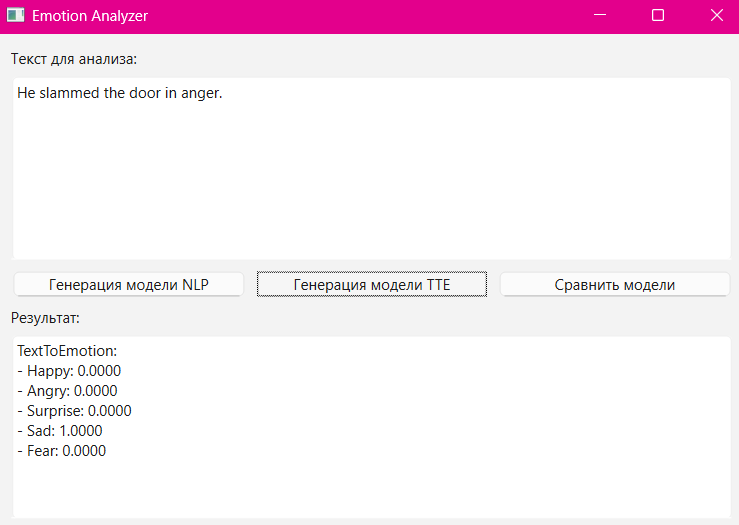 Emotion Analyzer
Текст для анализа:
He slammed the door in anger.
Генерация модели NLP
Генерация модели TTE
Сравнить модели
Результат:
TextToEmotion:
- Happy: 0.0000
- Angry: 0.0000
- Surprise: 0.0000
- Sad: 1.0000
- Fear: 0.0000